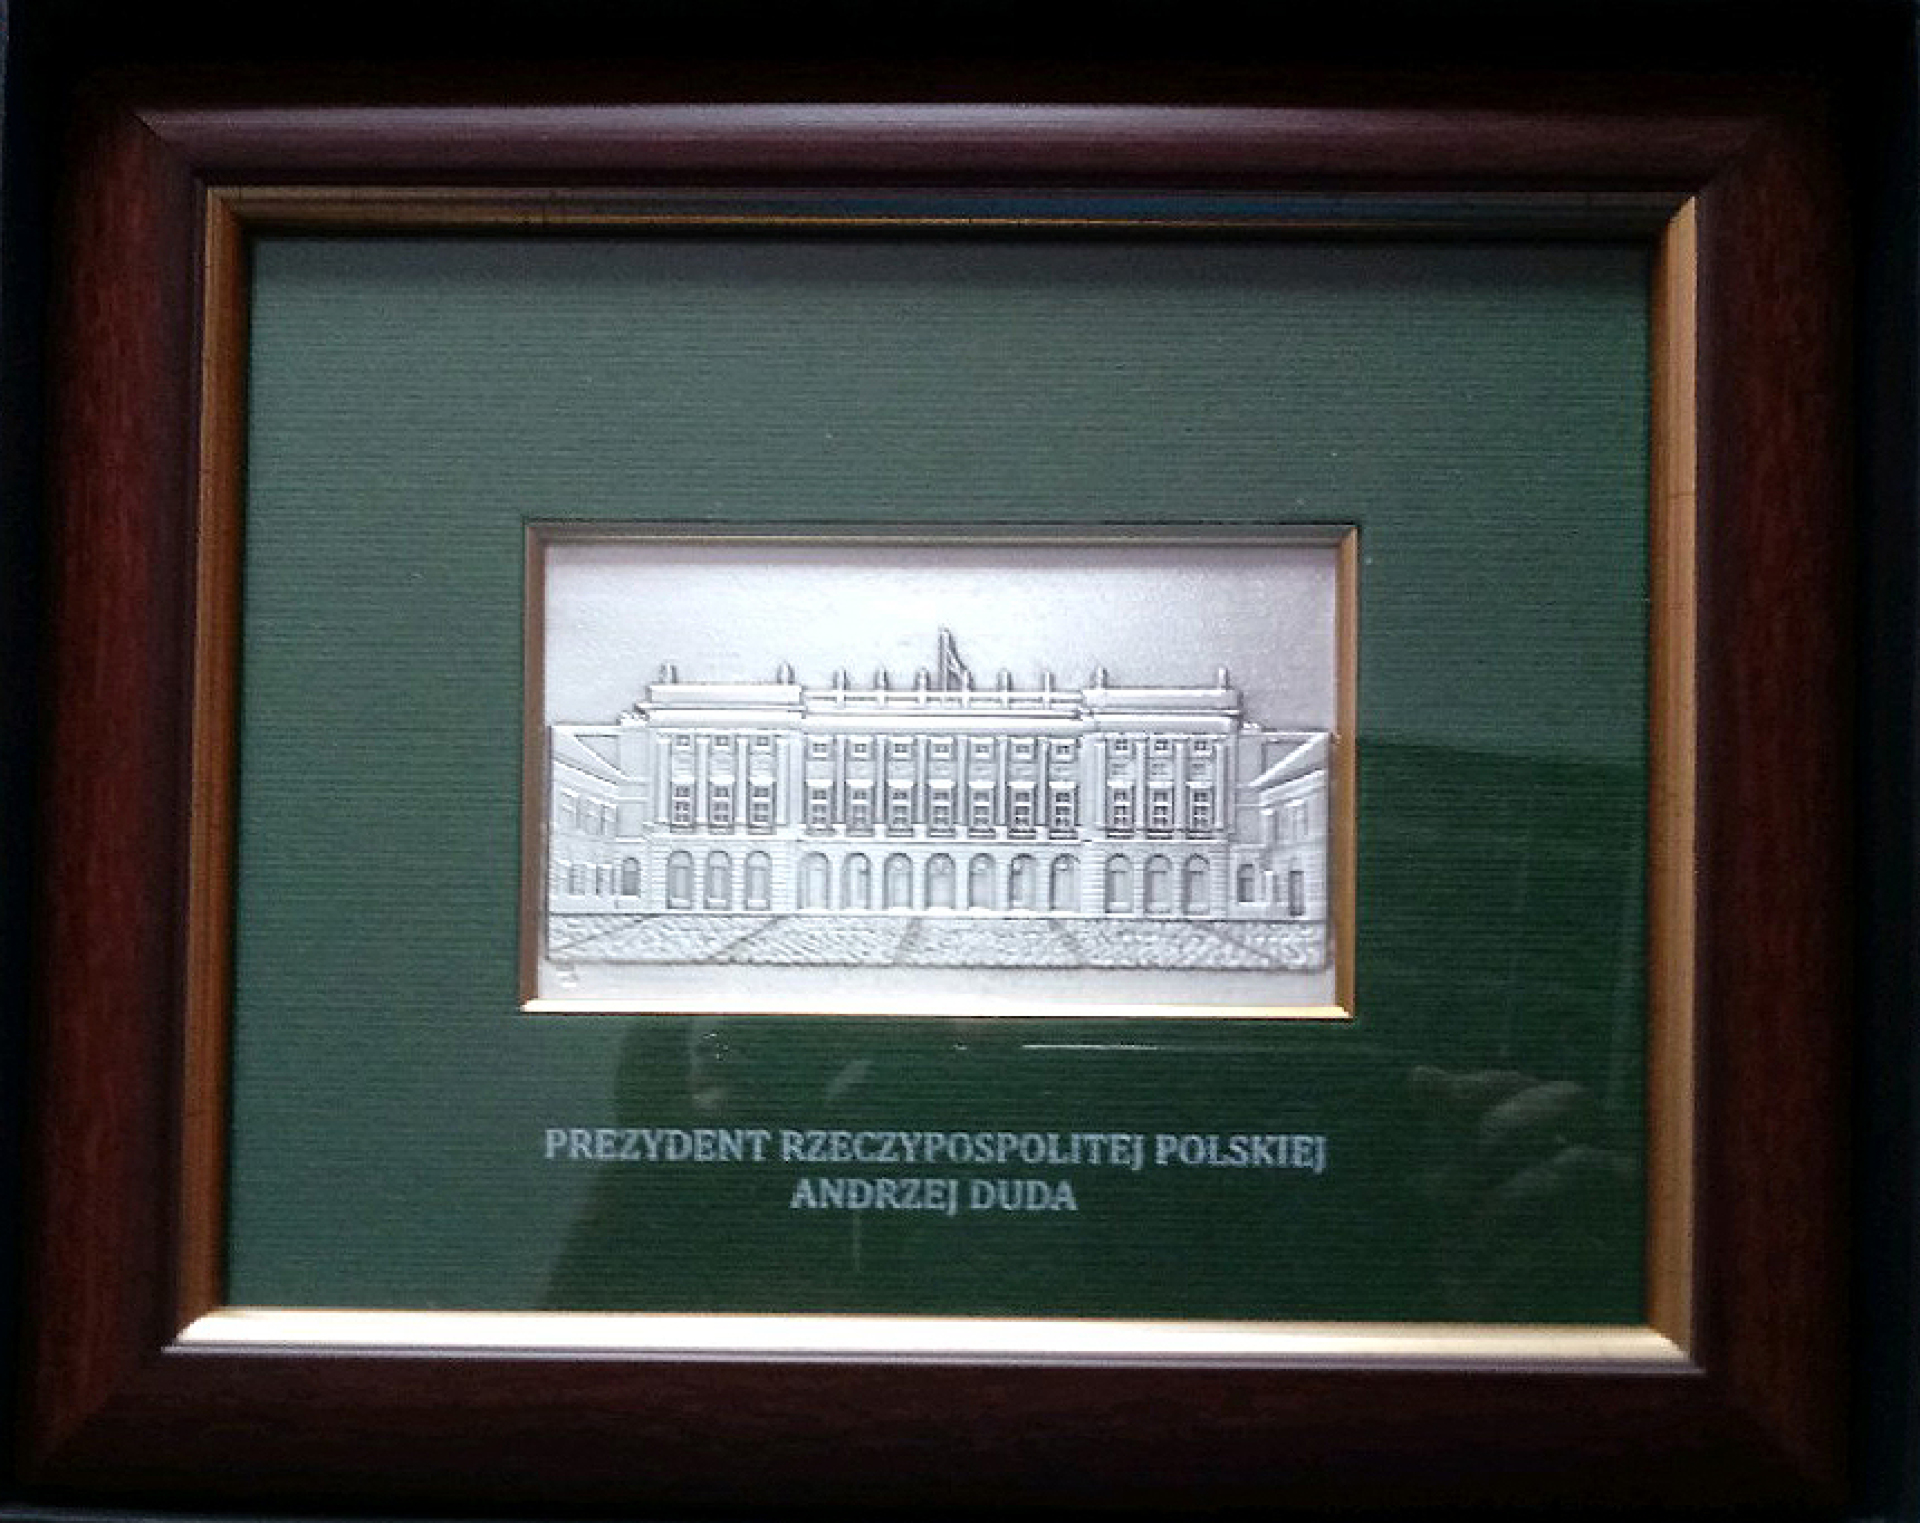 PREZYDENT RZECZYPOSPOLITEJ POLSKIEJ
ANDRZEJ DUDA